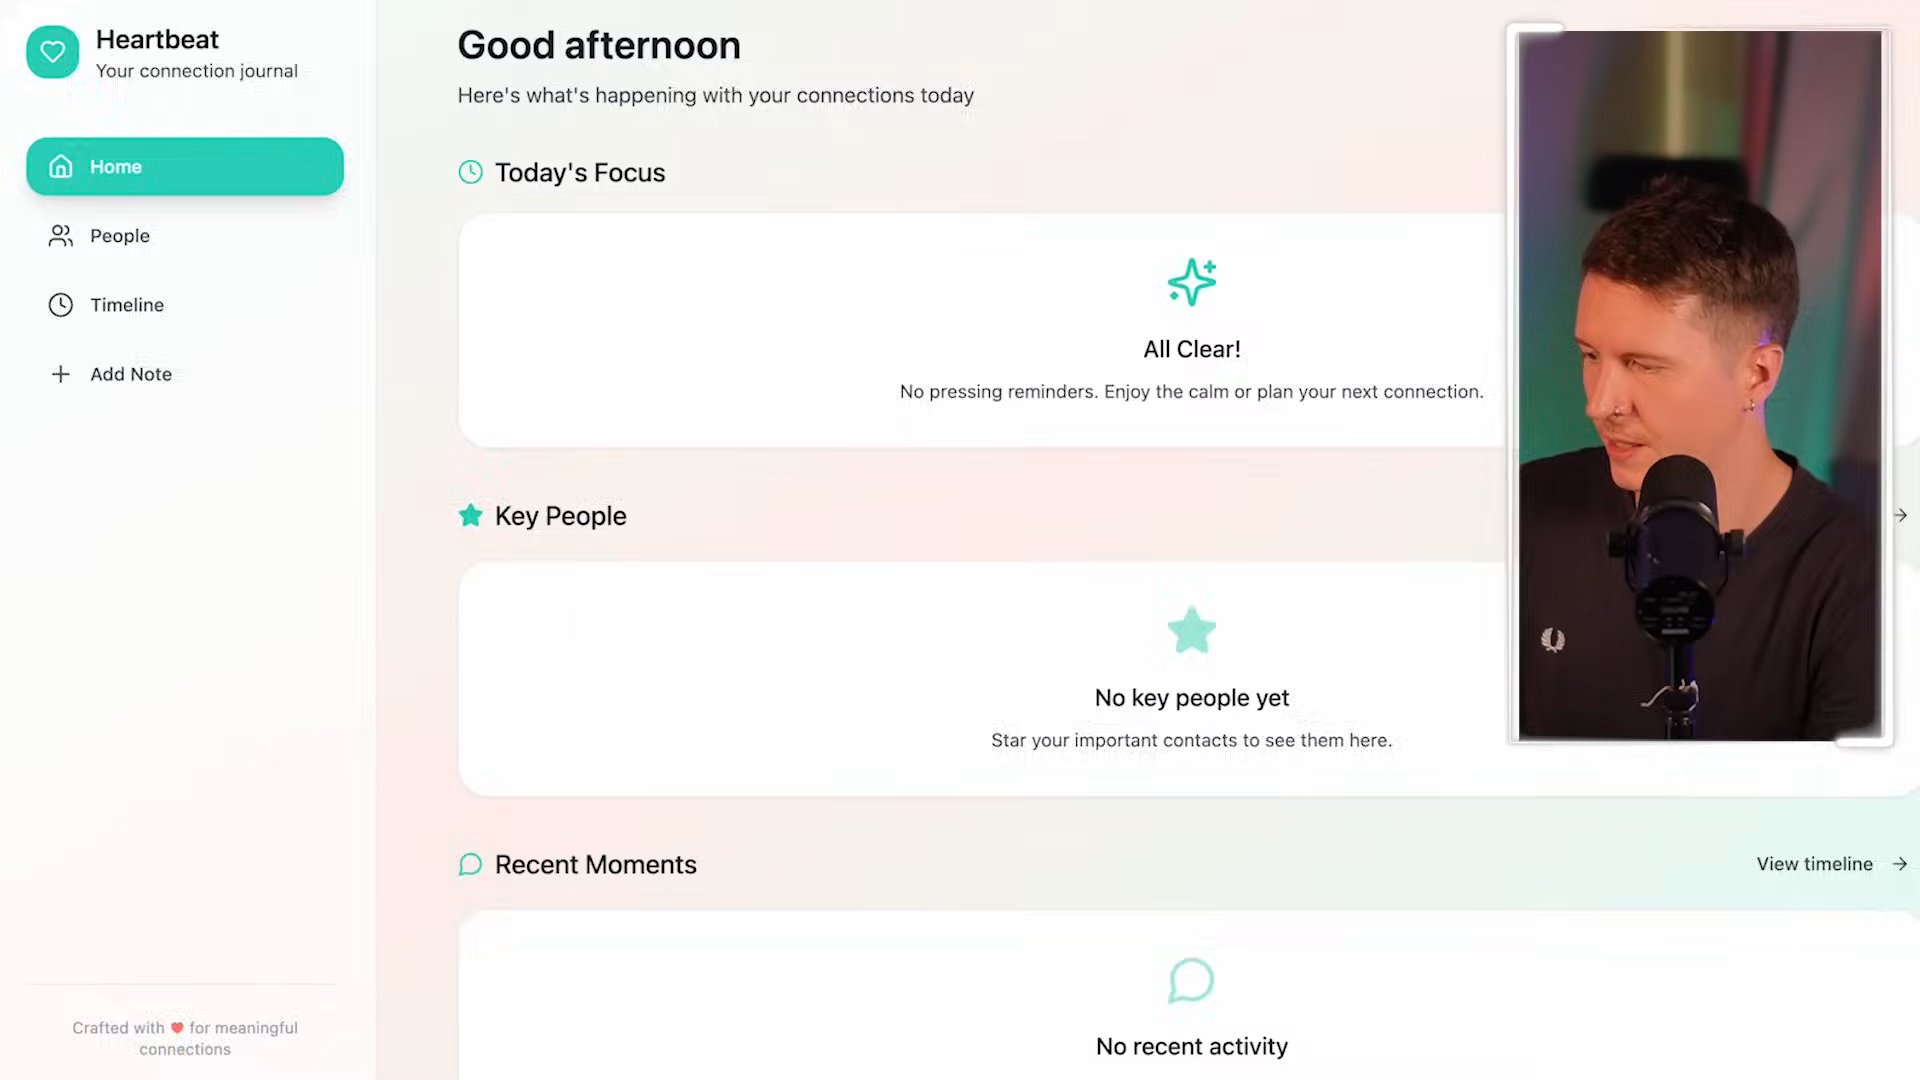 Heartbeat
Your connection journal
Home
People
Timeline
Add Note
Crafted with ❤ for meaningful
connections
Good afternoon
Here's what's happening with your connections today
Today's Focus
All Clear!
No pressing reminders. Enjoy the calm or plan your next connection.
Key People
No key people yet
Star your important contacts to see them here.
Recent Moments
View timeline
No recent activity